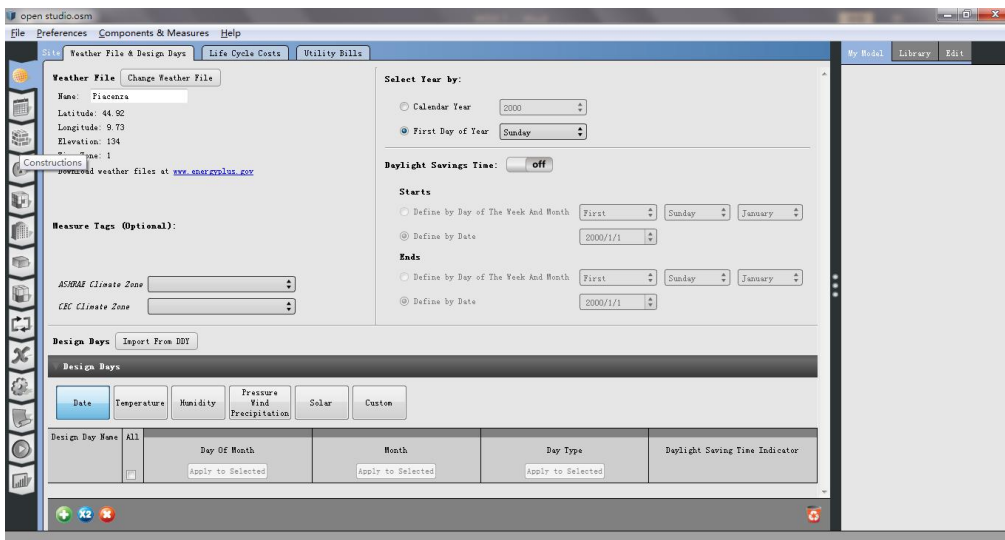 open studio.osm
File Preferences Components & Measures Help
Site Weather File & Design Days Life Cycle Costs Utility Bills
My Model Library Edit
Weather File Change Weather File
Name: Piacenza
Latitude: 44.92
Longitude: 9.73
Elevation: 134
Zone: 1
Constructions
Download weather files at www.energyplus.gov
Measure Tags (Optional):
ASHRAE Climate Zone
CEC Climate Zone
Select Year by:
Calendar Year 2000
First Day of Year Sunday
Daylight Savings Time: off
Starts
Define by Day of The Week And Month First Sunday January
Define by Date 2000/1/1
Ends
Define by Day of The Week And Month First Sunday January
Define by Date 2000/1/1
Design Days Import From DDY
Design Days
Date Temperature Humidity Pressure Wind Precipitation Solar Custom
Design Day Name All Day Of Month Month Day Type Daylight Saving Time Indicator
Apply to Selected Apply to Selected Apply to Selected
X2